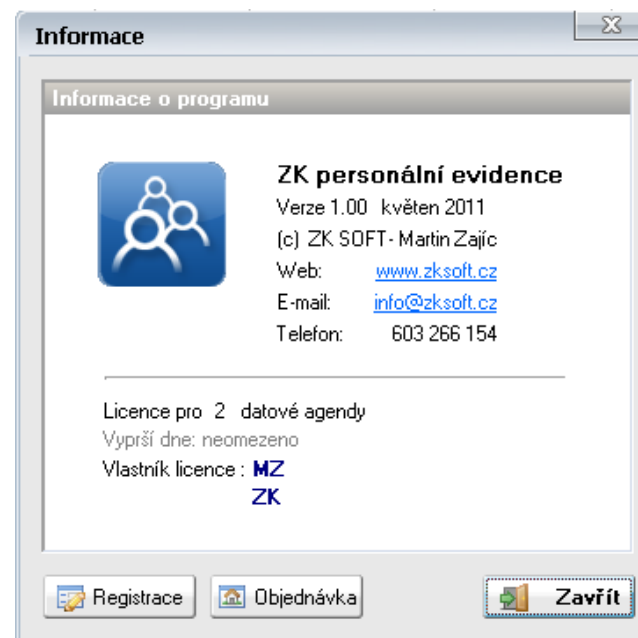 Informace
Informace o programu
ZK personální evidence
Verze 1.00 květen 2011
(c) ZK SOFT- Martin Zajíc
Web: www.zksoft.cz
E-mail: info@zksoft.cz
Telefon: 603 266 154
Licence pro 2 datové agendy
Vyprší dne: neomezeno
Vlastník licence : MZ
ZK
Registrace Objednávka Zavřít